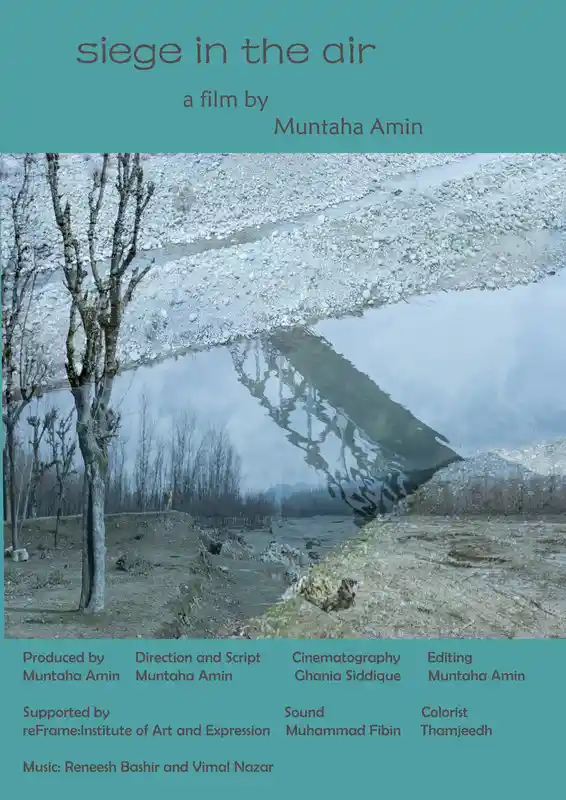 siege in the air
a film by
Muntaha Amin
Produced by Direction and Script Cinematography Editing
Muntaha Amin Muntaha Amin Ghania Siddique Muntaha Amin
Supported by Sound Colorist
reFrame:Institute of Art and Expression Muhammad Fibin Thamjeedh
Music: Reneesh Bashir and Vimal Nazar